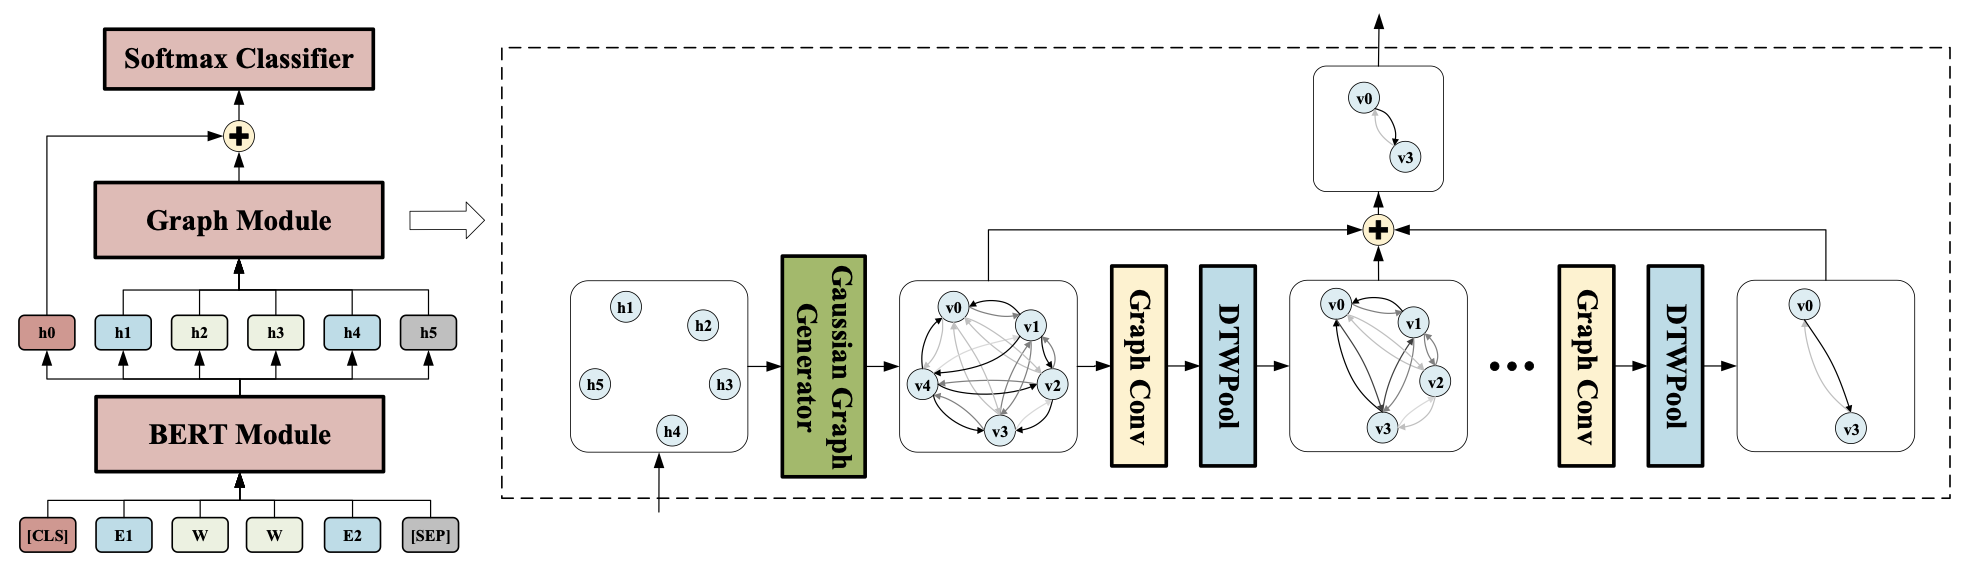 Softmax Classifier
Graph Module
h0 h1 h2 h3 h4 h5
BERT Module
[CLS] E1 W W E2 [SEP]
h1
h2
h5
h3
h4
Gaussian Graph
Generator
v0
v1
v4
v2
v3
Graph Conv
DTWPool
v0
v1
v2
v3
Graph Conv
DTWPool
v0
v3
v0
v3